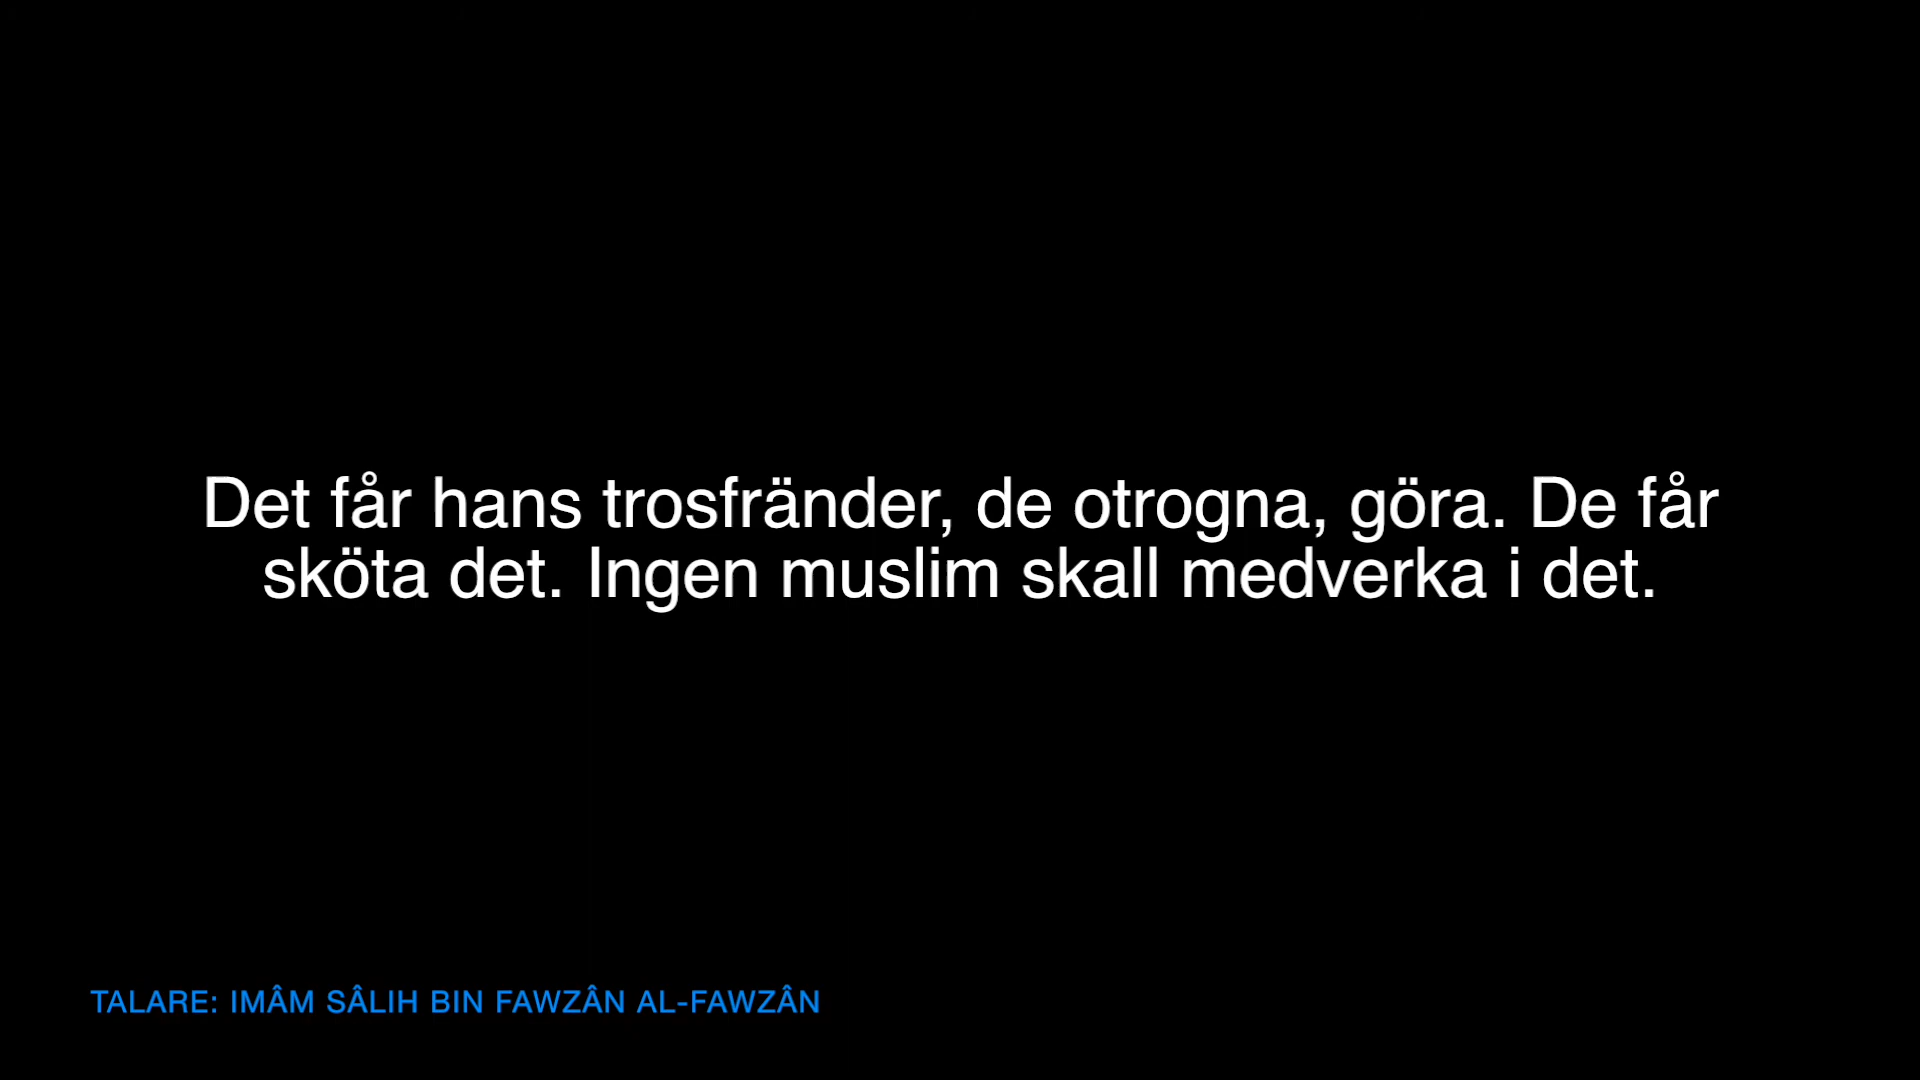 Det får hans trosfränder, de otrogna, göra. De får
sköta det. Ingen muslim skall medverka i det.
TALARE: IMÂM SÂLIH BIN FAWZÂN AL-FAWZÂN